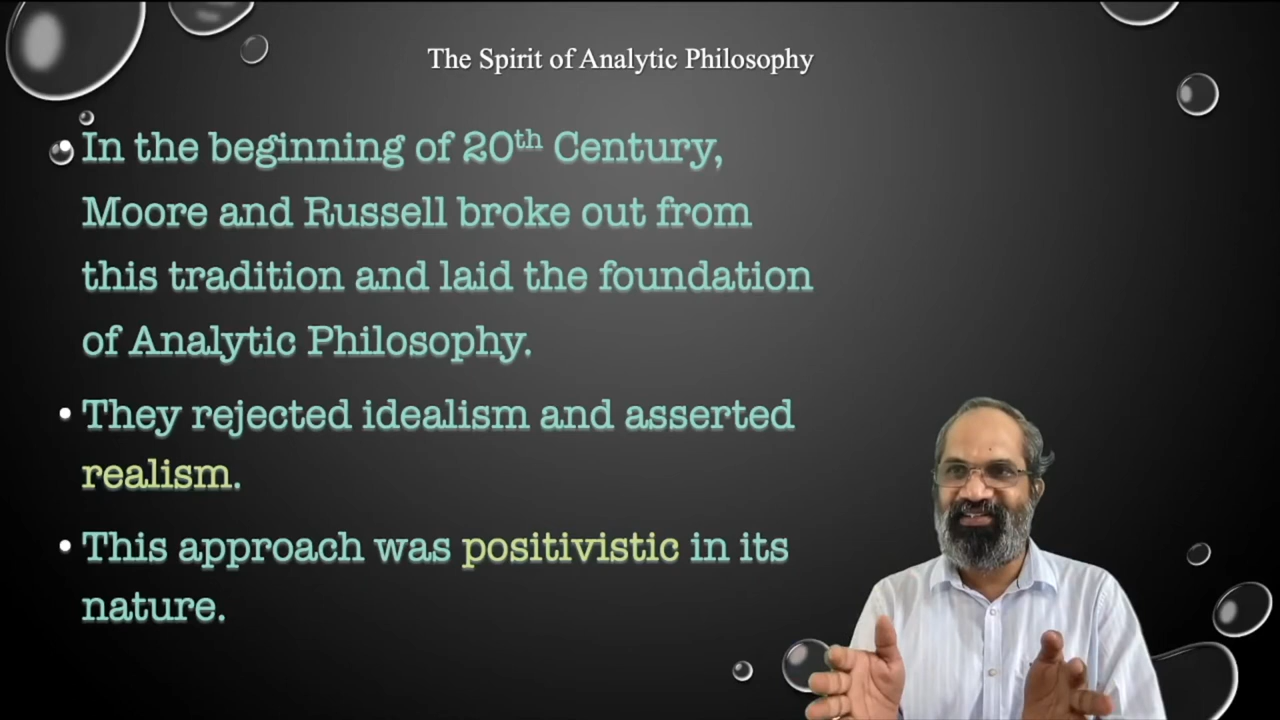 The Spirit of Analytic Philosophy
• In the beginning of 20th Century,
Moore and Russell broke out from
this tradition and laid the foundation
of Analytic Philosophy.
• They rejected idealism and asserted
realism.
• This approach was positivistic in its
nature.